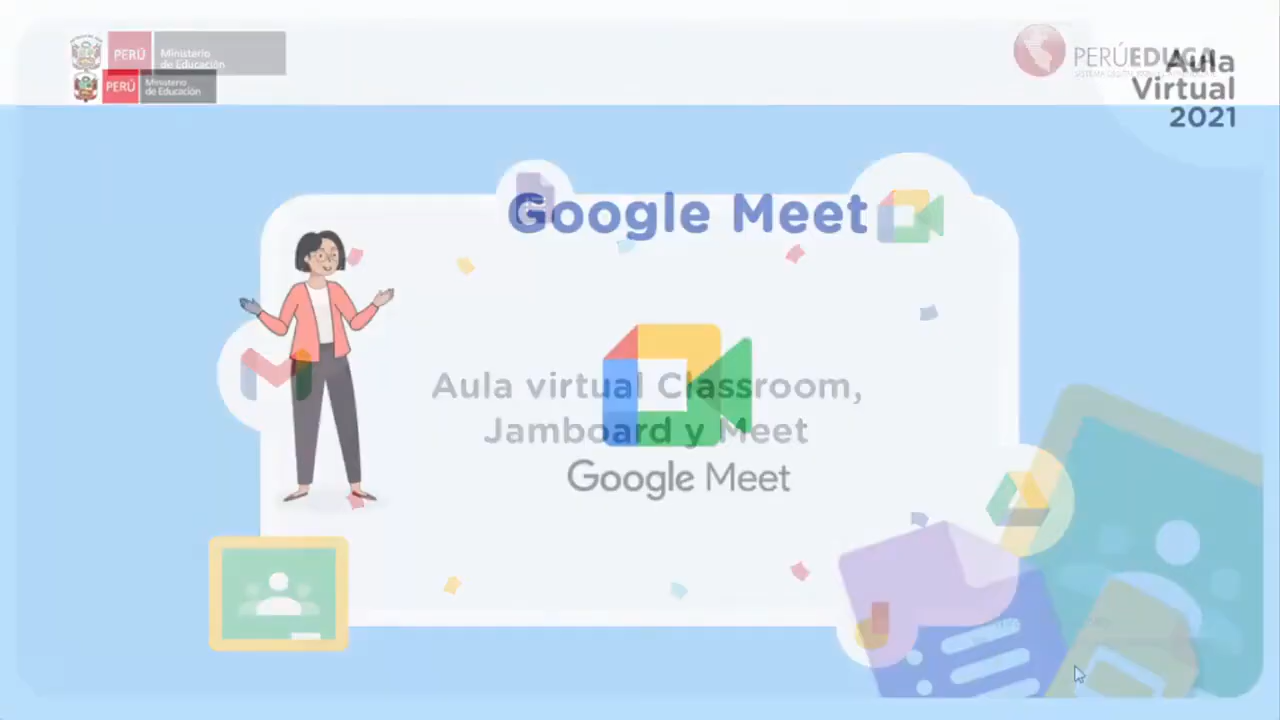 PERÚ
Ministerio
de Educación
PERÚ
Ministerio
de Educación
PERÚEDUCA
Aula
Virtual
2021
Google Meet
Aula virtual Classroom,
Jamboard y Meet
Google Meet